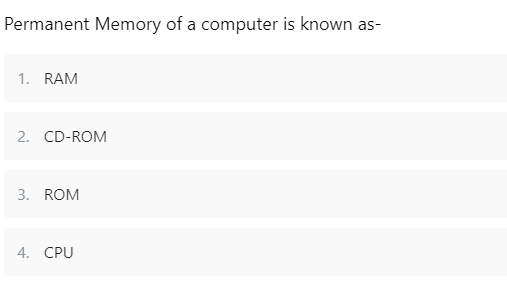 Permanent Memory of a computer is known as-
1. RAM
2. CD-ROM
3. ROM
4. CPU